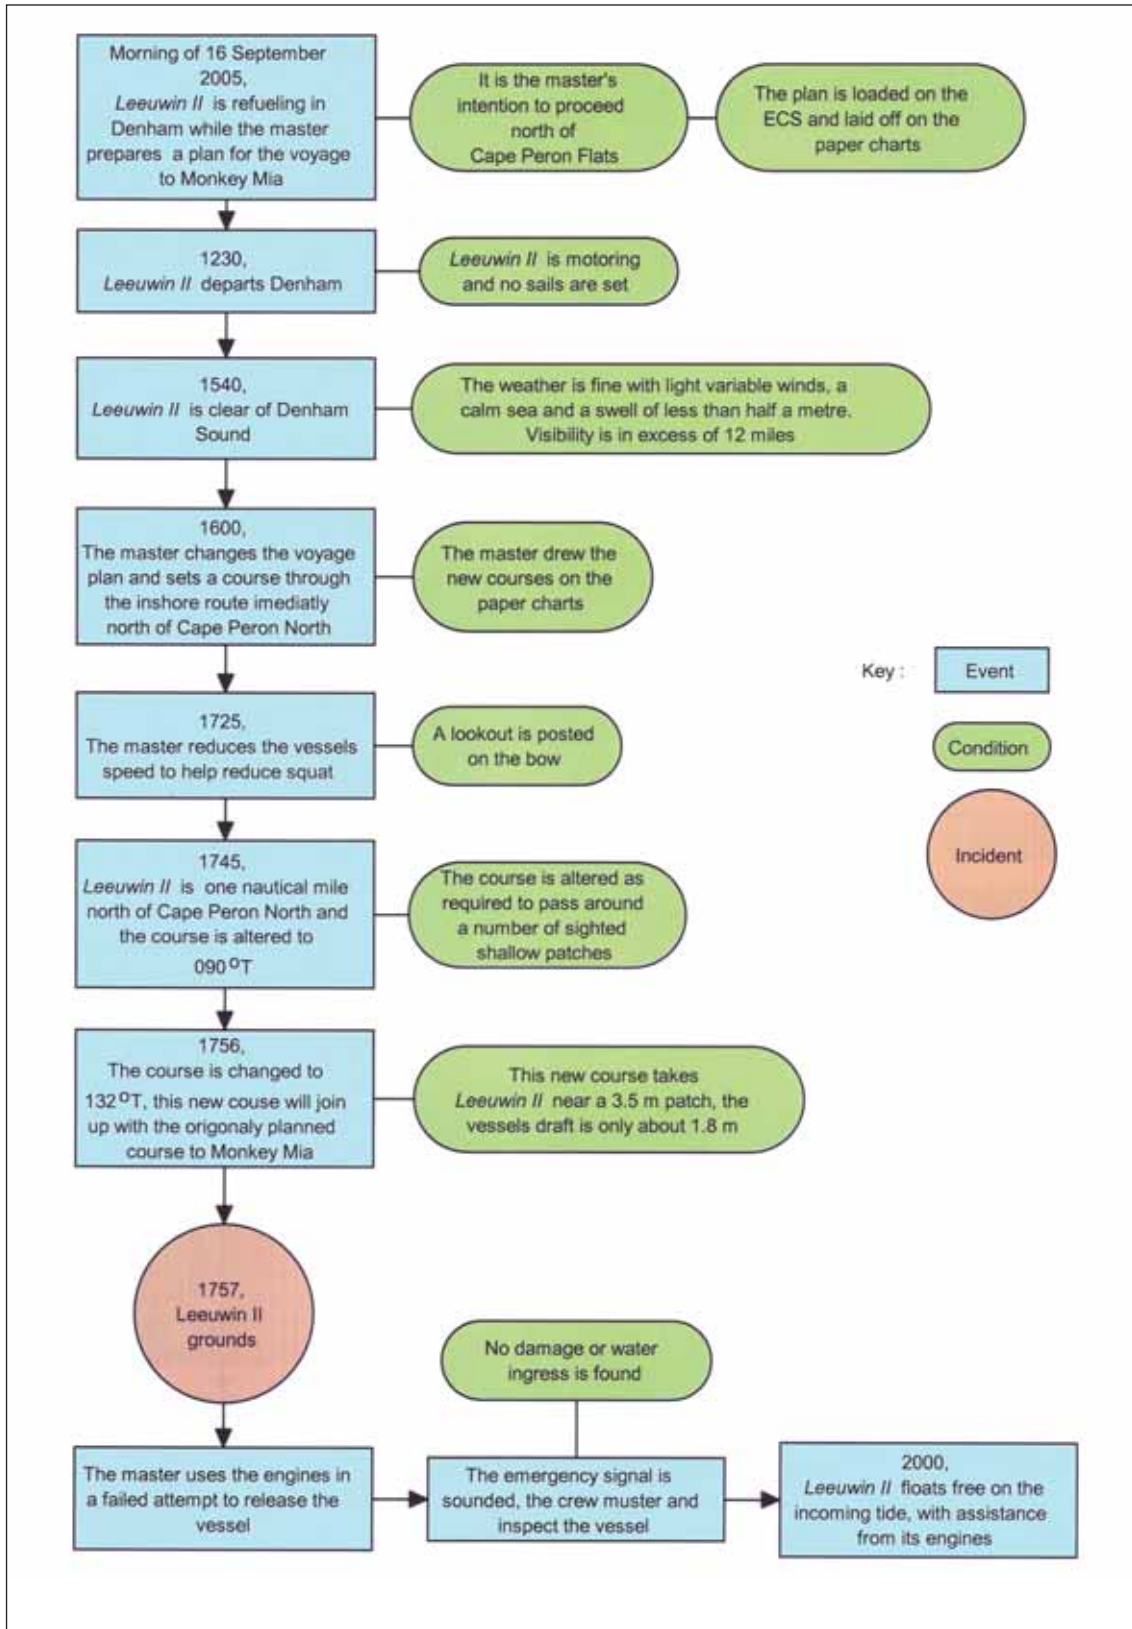 Morning of 16 September
2005,
Leeuwin II is refueling in
Denham while the master
prepares a plan for the voyage
to Monkey Mia
It is the master's
intention to proceed
north of
Cape Peron Flats
The plan is loaded on the
ECS and laid off on the
paper charts
1230,
Leeuwin II departs Denham
Leeuwin II is motoring
and no sails are set
1540,
Leeuwin II is clear of Denham
Sound
The weather is fine with light variable winds, a
calm sea and a swell of less than half a metre.
Visibility is in excess of 12 miles
1600,
The master changes the voyage
plan and sets a course through
the inshore route imediatly
north of Cape Peron North
The master drew the
new courses on the
paper charts
Key :
Event
Condition
Incident
1725,
The master reduces the vessels
speed to help reduce squat
A lookout is posted
on the bow
1745,
Leeuwin II is one nautical mile
north of Cape Peron North and
the course is altered to
090°T
The course is altered as
required to pass around
a number of sighted
shallow patches
1756,
The course is changed to
132°T, this new couse will join
up with the origonaly planned
course to Monkey Mia
This new course takes
Leeuwin II near a 3.5 m patch, the
vessels draft is only about 1.8 m
1757,
Leeuwin II
grounds
No damage or water
ingress is found
The master uses the engines in
a failed attempt to release the
vessel
The emergency signal is
sounded, the crew muster and
inspect the vessel
2000,
Leeuwin II floats free on the
incoming tide, with assistance
from its engines